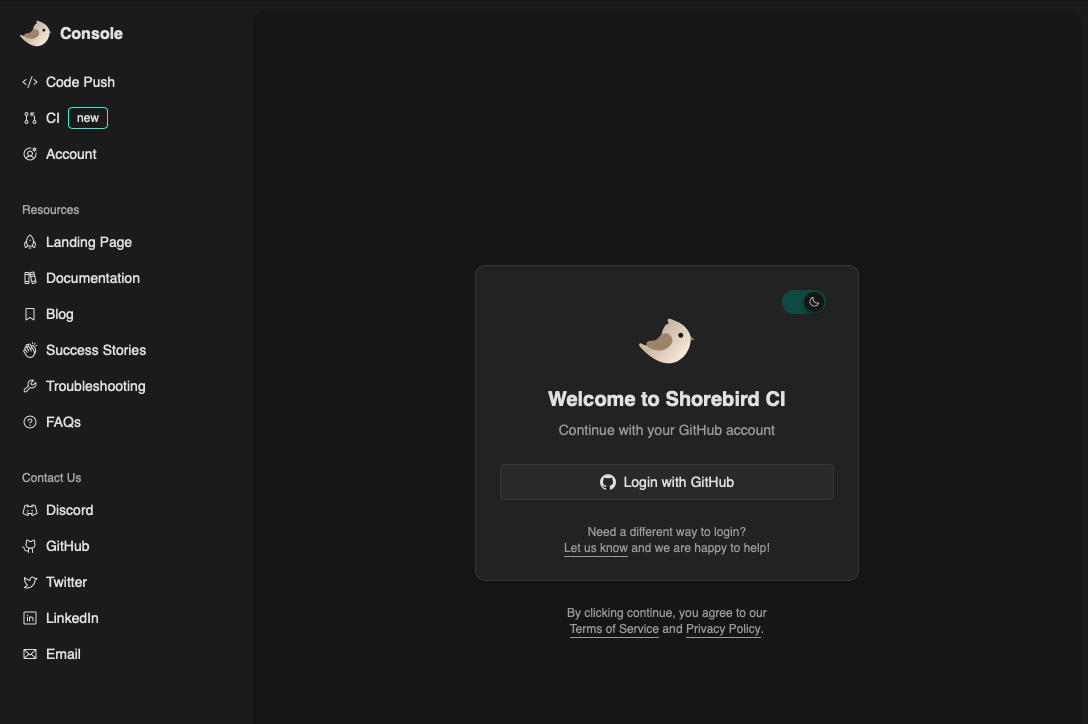 Console
Code Push
CI new
Account
Resources
Landing Page
Documentation
Blog
Success Stories
Troubleshooting
FAQs
Contact Us
Discord
GitHub
Twitter
LinkedIn
Email
Welcome to Shorebird CI
Continue with your GitHub account
Login with GitHub
Need a different way to login?
Let us know and we are happy to help!
By clicking continue, you agree to our
Terms of Service and Privacy Policy.